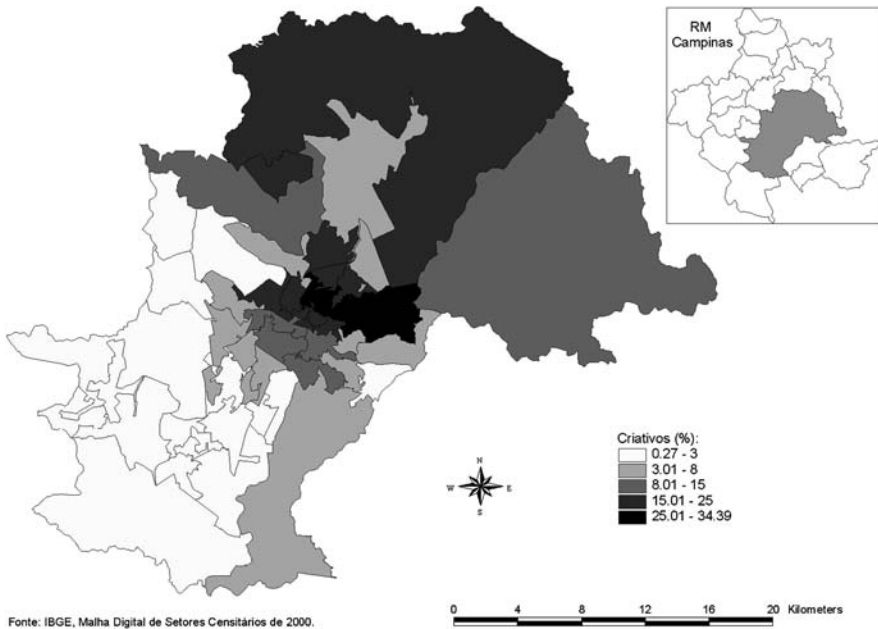 RM
Campinas
N
W E
S
Criativos (%):
0.27 - 3
3.01 - 8
8.01 - 15
15.01 - 25
25.01 - 34.39
0 4 8 12 16 20 Kilometers
Fonte: IBGE, Malha Digital de Setores Censitários de 2000.